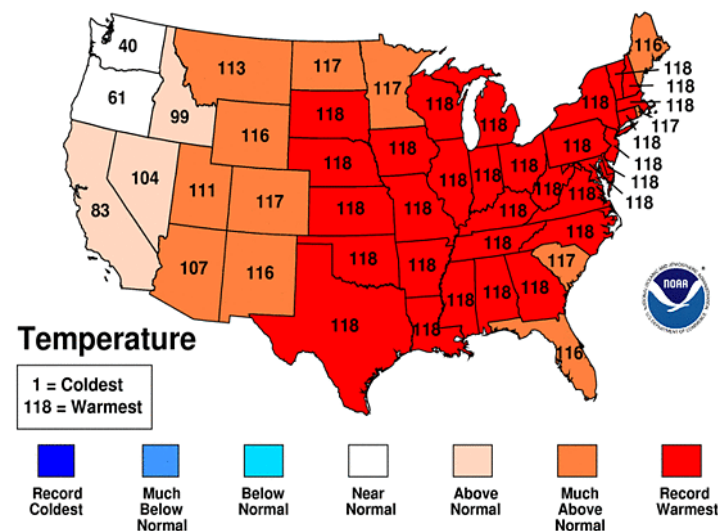 40
116
113
117
117
118
118
118
61
118
118
118
118
99
116
117
118
118
118
118
118
118
118
118
118
118
118
104
111
117
118
118
118
118
83
118
118
118
107
116
118
118
117
118
118
118
118
118
118
116
NOAA
Temperature
1 = Coldest
118 = Warmest
Record
Coldest
Much
Below
Normal
Below
Normal
Near
Normal
Above
Normal
Much
Above
Normal
Record
Warmest